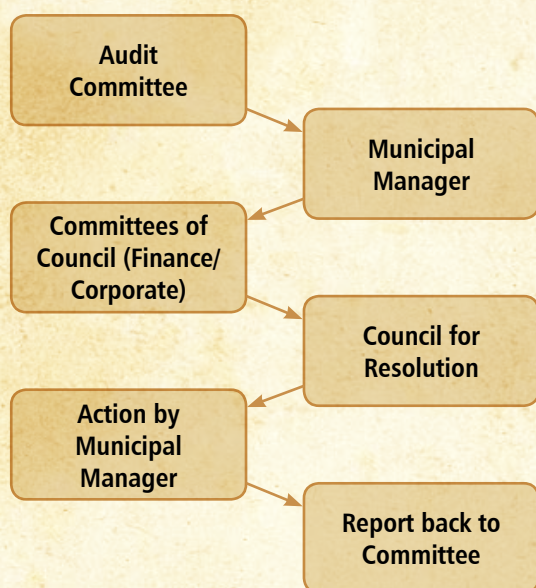 Audit
Committee
Municipal
Manager
Committees of
Council (Finance/
Corporate)
Council for
Resolution
Action by
Municipal
Manager
Report back to
Committee